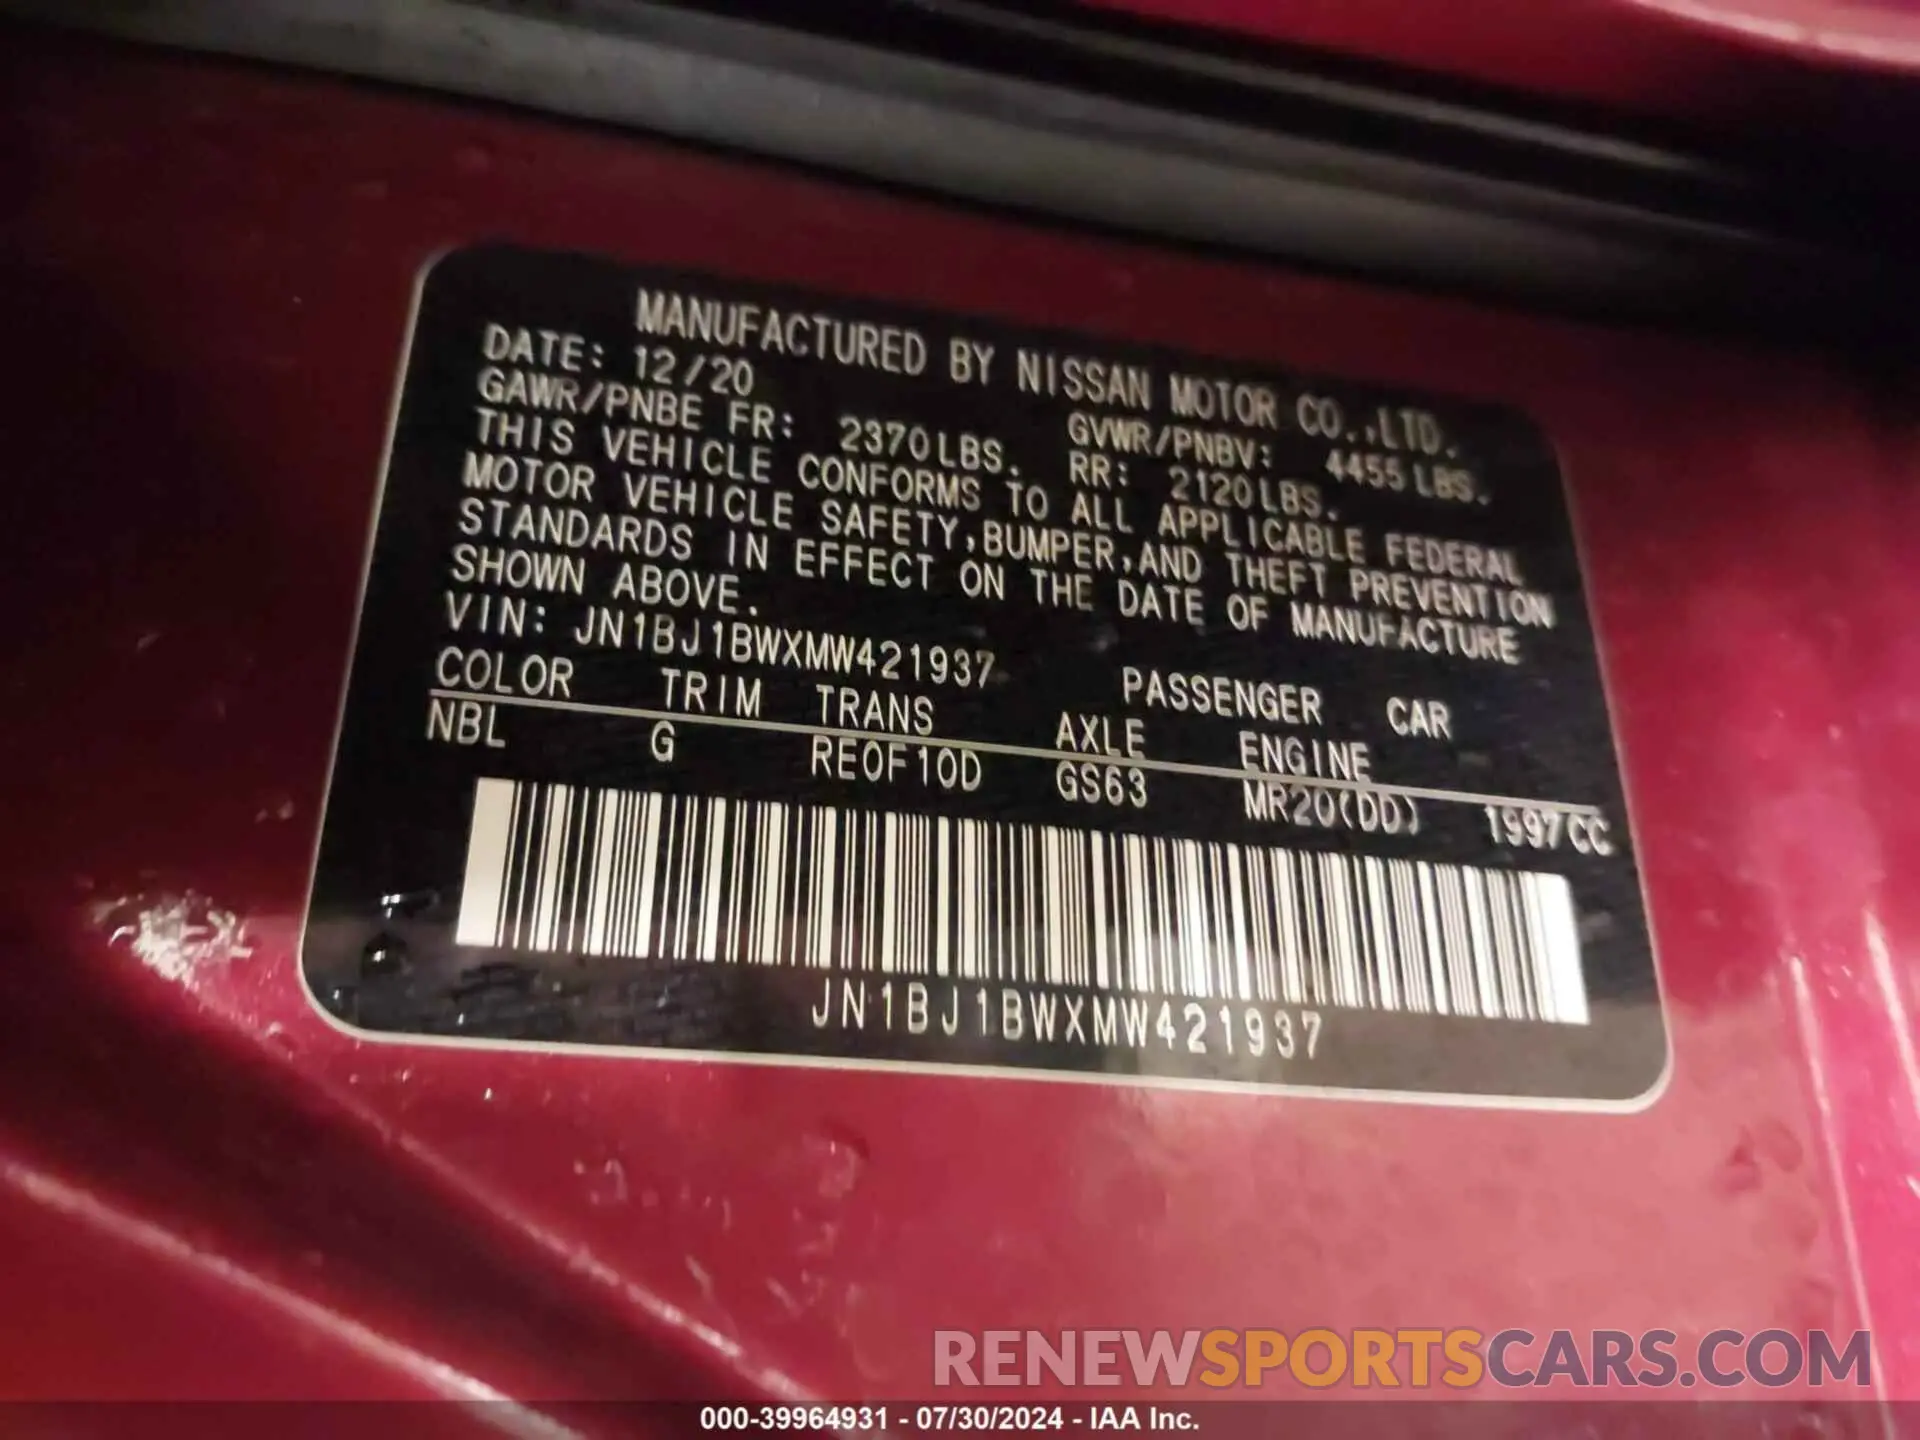 MANUFACTURED BY NISSAN MOTOR CO.,LTD.
DATE: 12/20 GVWR/PNBV: 4455LBS.
GAWR/PNBE FR: 2370LBS. RR: 2120LBS.
THIS VEHICLE CONFORMS TO ALL APPLICABLE FEDERAL
MOTOR VEHICLE SAFETY,BUMPER,AND THEFT PREVENTION
STANDARDS IN EFFECT ON THE DATE OF MANUFACTURE
SHOWN ABOVE.
VIN: JN1BJ1BWXMW421937 PASSENGER CAR
COLOR TRIM TRANS AXLE ENGINE
NBL G RE0F10D GS63 MR20(DD) 1997CC
JN1BJ1BWXMW421937
RENEWSPORTSCARS.COM
000-39964931 - 07/30/2024 - IAA Inc.